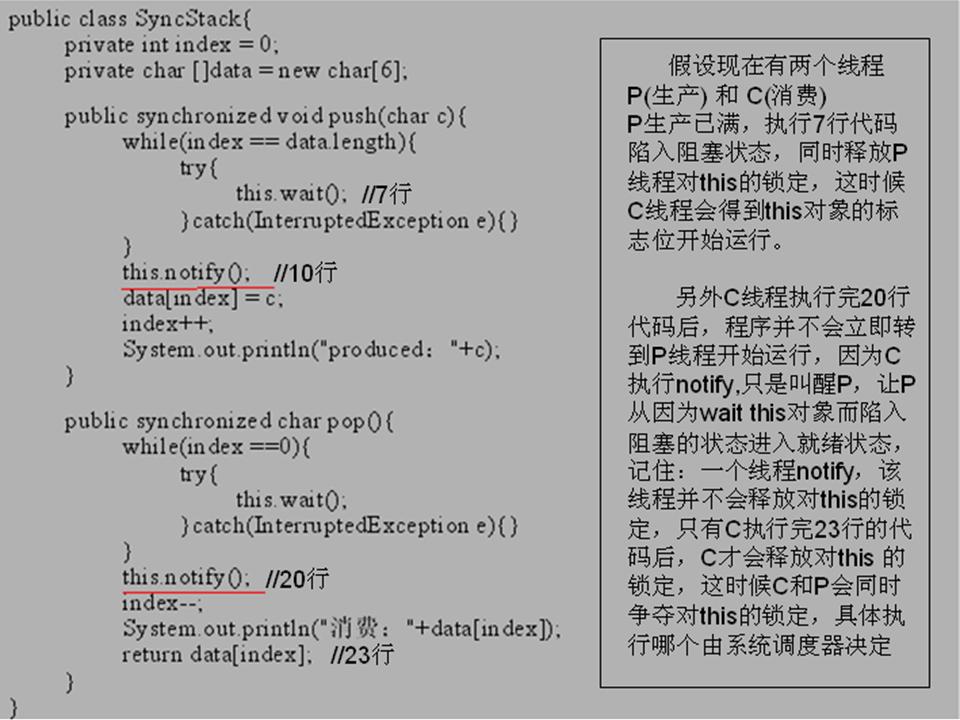 public class SyncStack{
private int index = 0;
private char []data = new char[6];
public synchronized void push(char c){
while(index == data.length){
try{
this.wait(); //7行
}catch(InterruptedException e){}
}
this.notify(); //10行
data[index] = c;
index++;
System.out.println("produced："+c);
}
public synchronized char pop(){
while(index ==0){
try{
this.wait();
}catch(InterruptedException e){}
}
this.notify(); //20行
index--;
System.out.println("消费："+data[index]);
return data[index]; //23行
}
}
假设现在有两个线程
P(生产) 和 C(消费)
P生产已满，执行7行代码
陷入阻塞状态，同时释放P
线程对this的锁定，这时候
C线程会得到this对象的标
志位开始运行。
另外C线程执行完20行
代码后，程序并不会立即转
到P线程开始运行，因为C
执行notify,只是叫醒P，让P
从因为wait this对象而陷入
阻塞的状态进入就绪状态，
记住：一个线程notify，该
线程并不会释放对this的锁
定，只有C执行完23行的代
码后，C才会释放对this 的
锁定，这时候C和P会同时
争夺对this的锁定，具体执
行哪个由系统调度器决定